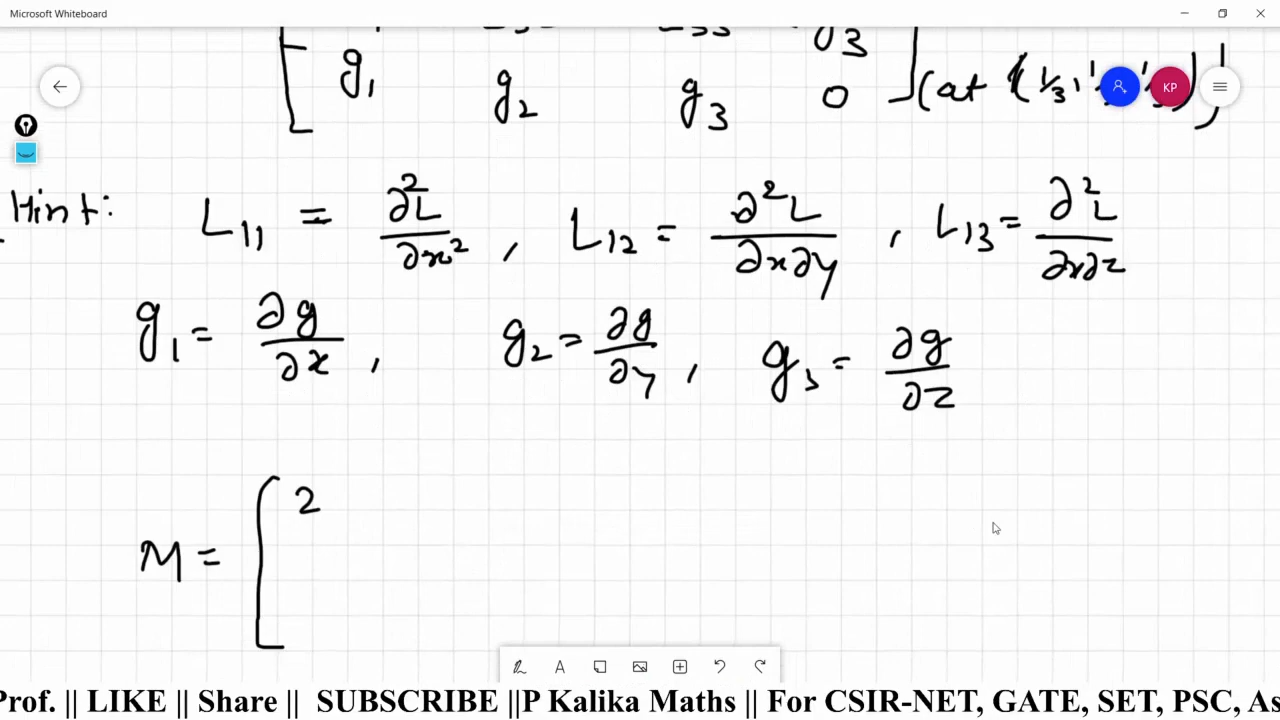 Microsoft Whiteboard
g₁ g₂ g₃ 0 (at (1/3,
KP
Hint: L₁₁ = ∂²L/∂x² , L₁₂ = ∂²L/∂x∂y , L₁₃ = ∂²L/∂x∂z
g₁ = ∂g/∂x , g₂ = ∂g/∂y , g₃ = ∂g/∂z
M = [ 2
Prof. || LIKE || Share || SUBSCRIBE ||P Kalika Maths || For CSIR-NET, GATE, SET, PSC, As